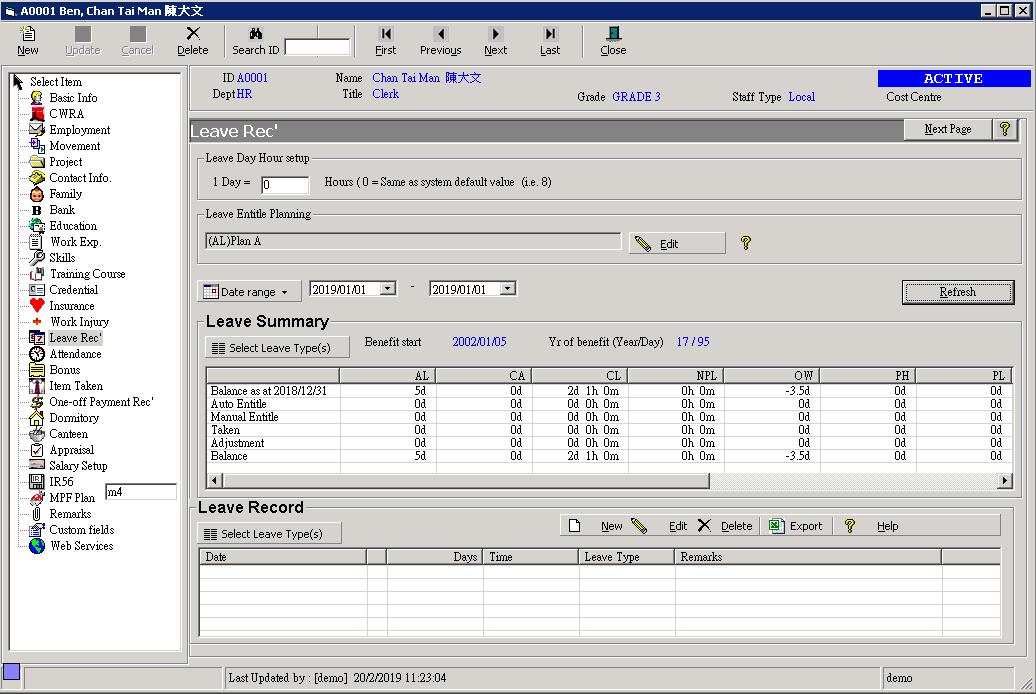 A0001 Ben, Chan Tai Man 陳大文
New Update Cancel Delete Search ID First Previous Next Last Close
Select Item
Basic Info
CWRA
Employment
Movement
Project
Contact Info.
Family
Bank
Education
Work Exp.
Skills
Training Course
Credential
Insurance
Work Injury
Leave Rec'
Attendance
Bonus
Item Taken
One-off Payment Rec'
Dormitory
Canteen
Appraisal
Salary Setup
IR56
MPF Plan m4
Remarks
Custom fields
Web Services
ID A0001 Name Chan Tai Man 陳大文 ACTIVE
Dept HR Title Clerk Grade GRADE 3 Staff Type Local Cost Centre
Leave Rec' Next Page ?
Leave Day Hour setup
1 Day = 0 Hours ( 0 = Same as system default value (i.e. 8)
Leave Entitle Planning
(AL)Plan A Edit ?
Date range 2019/01/01 - 2019/01/01 Refresh
Leave Summary
Select Leave Type(s) Benefit start 2002/01/05 Yr of benefit (Year/Day) 17 / 95
AL CA CL NPL OW PH PL
Balance as at 2018/12/31 5d 0d 2d 1h 0m 0h 0m -3.5d 0d 0d
Auto Entitle 0d 0d 0d 0h 0m 0h 0m 0d 0d 0d
Manual Entitle 0d 0d 0d 0h 0m 0h 0m 0d 0d 0d
Taken 0d 0d 0d 0h 0m 0h 0m 0d 0d 0d
Adjustment 0d 0d 0d 0h 0m 0h 0m 0d 0d 0d
Balance 5d 0d 2d 1h 0m 0h 0m -3.5d 0d 0d
Leave Record
Select Leave Type(s) New Edit Delete Export ? Help
Date Days Time Leave Type Remarks
Last Updated by : [demo] 20/2/2019 11:23:04 demo